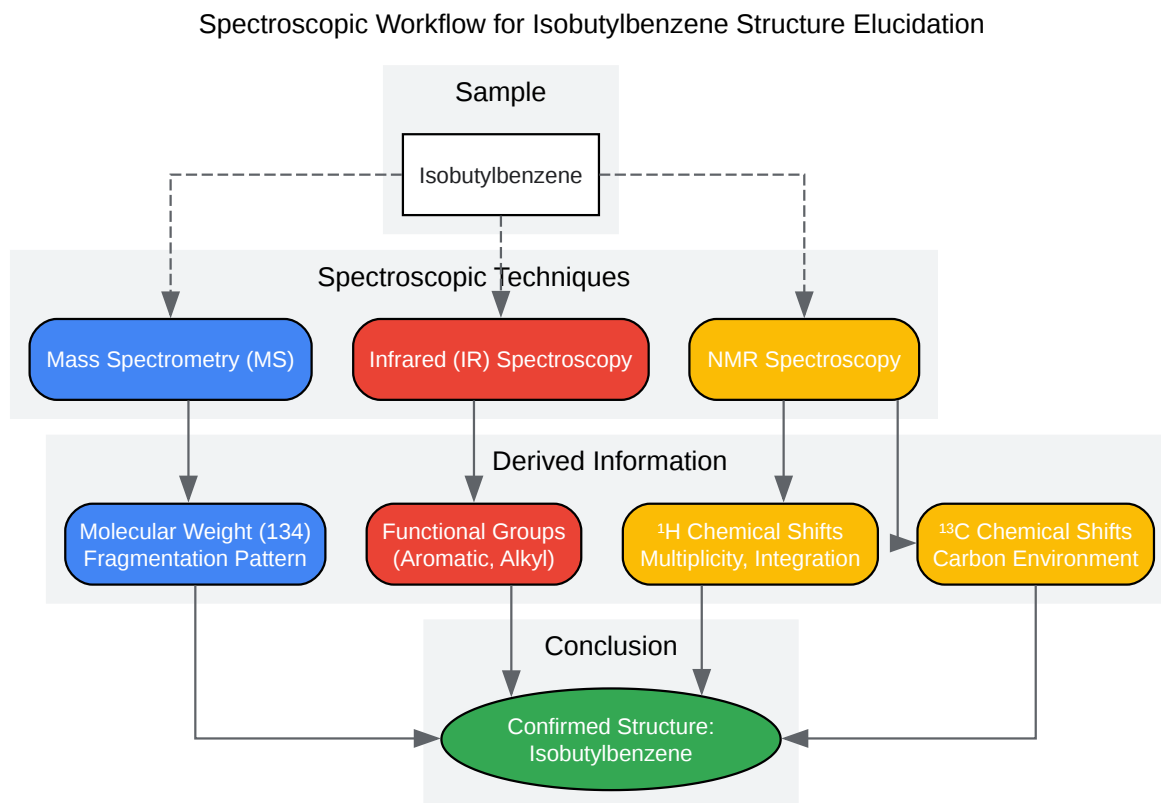 Spectroscopic Workflow for Isobutylbenzene Structure Elucidation
Sample
Isobutylbenzene
Spectroscopic Techniques
Mass Spectrometry (MS)
Infrared (IR) Spectroscopy
NMR Spectroscopy
Derived Information
Molecular Weight (134)
Fragmentation Pattern
Functional Groups
(Aromatic, Alkyl)
¹H Chemical Shifts
Multiplicity, Integration
¹³C Chemical Shifts
Carbon Environment
Conclusion
Confirmed Structure:
Isobutylbenzene